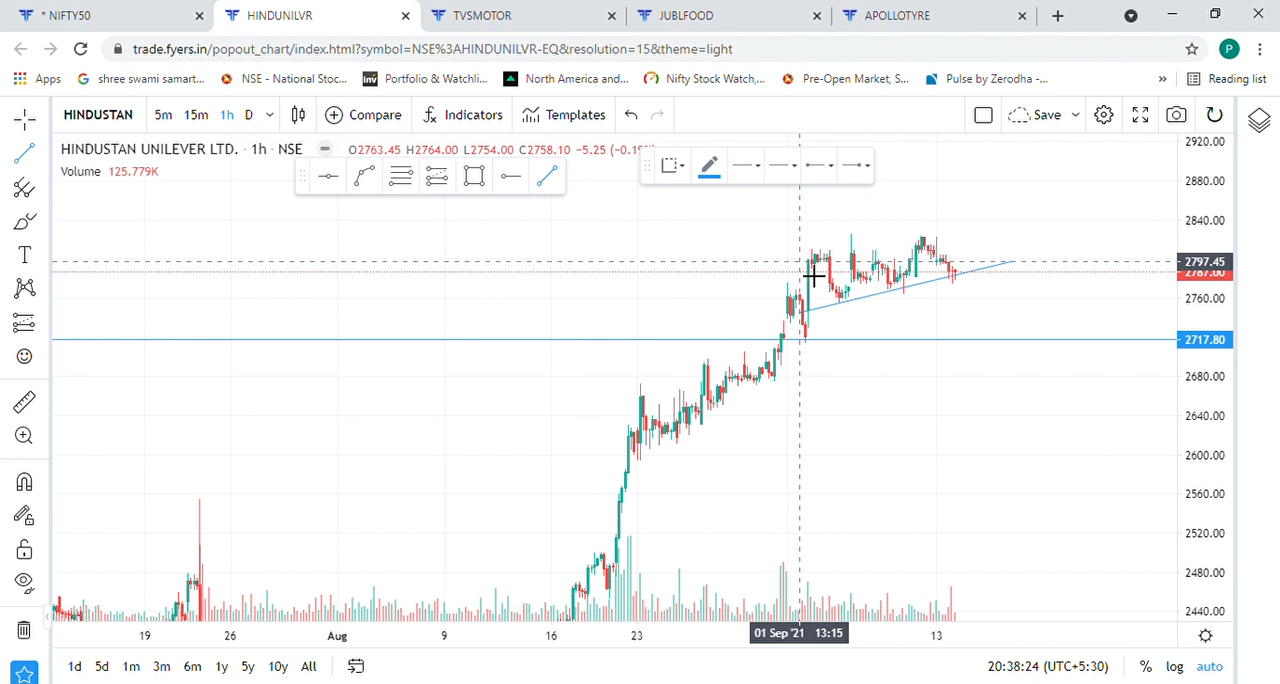 * NIFTY50
HINDUNILVR
TVSMOTOR
JUBLFOOD
APOLLOTYRE
trade.fyers.in/popout_chart/index.html?symbol=NSE%3AHINDUNILVR-EQ&resolution=15&theme=light
P
Apps
shree swami samart...
NSE - National Stoc...
Inv
Portfolio & Watchli...
North America and...
Nifty Stock Watch,...
Pre-Open Market, S...
Pulse by Zerodha -...
»
Reading list
HINDUSTAN
5m 15m 1h D
Compare
Indicators
Templates
Save
HINDUSTAN UNILEVER LTD. · 1h · NSE
O2763.45 H2764.00 L2754.00 C2758.10 −5.25
Volume 125.779K
T
2920.00
2880.00
2840.00
2797.45
2787.00
2760.00
2717.80
2680.00
2640.00
2600.00
2560.00
2520.00
2480.00
2440.00
19 26 Aug 9 16 23 01 Sep '21 13:15 13
1d 5d 1m 3m 6m 1y 5y 10y All
20:38:24 (UTC+5:30) % log auto